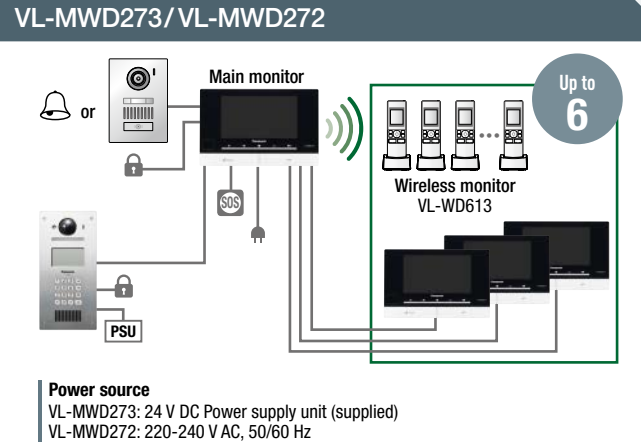 VL-MWD273/VL-MWD272
Main monitor
or
Up to
6
Panasonic
SOS
Wireless monitor
VL-WD613
PSU
Power source
VL-MWD273: 24 V DC Power supply unit (supplied)
VL-MWD272: 220-240 V AC, 50/60 Hz